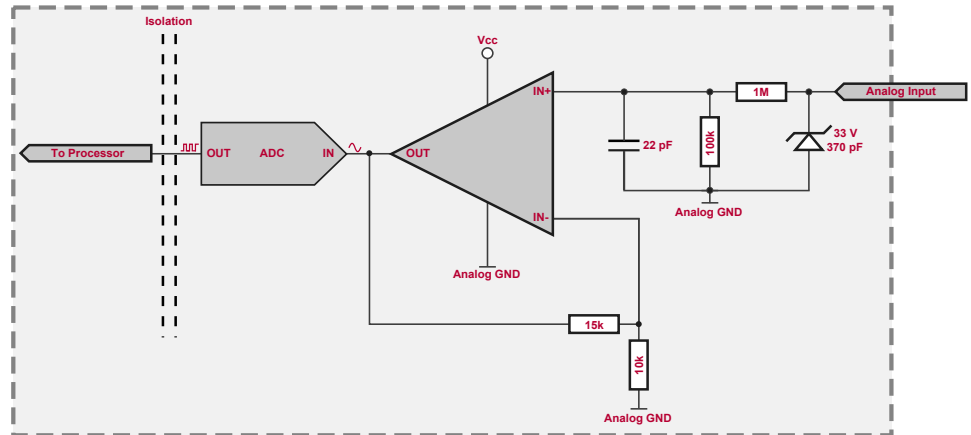 Isolation
Vcc
IN+
1M
Analog Input
To Processor
OUT
ADC
IN
OUT
22 pF
100k
33 V
370 pF
Analog GND
IN-
Analog GND
15k
10k
Analog GND